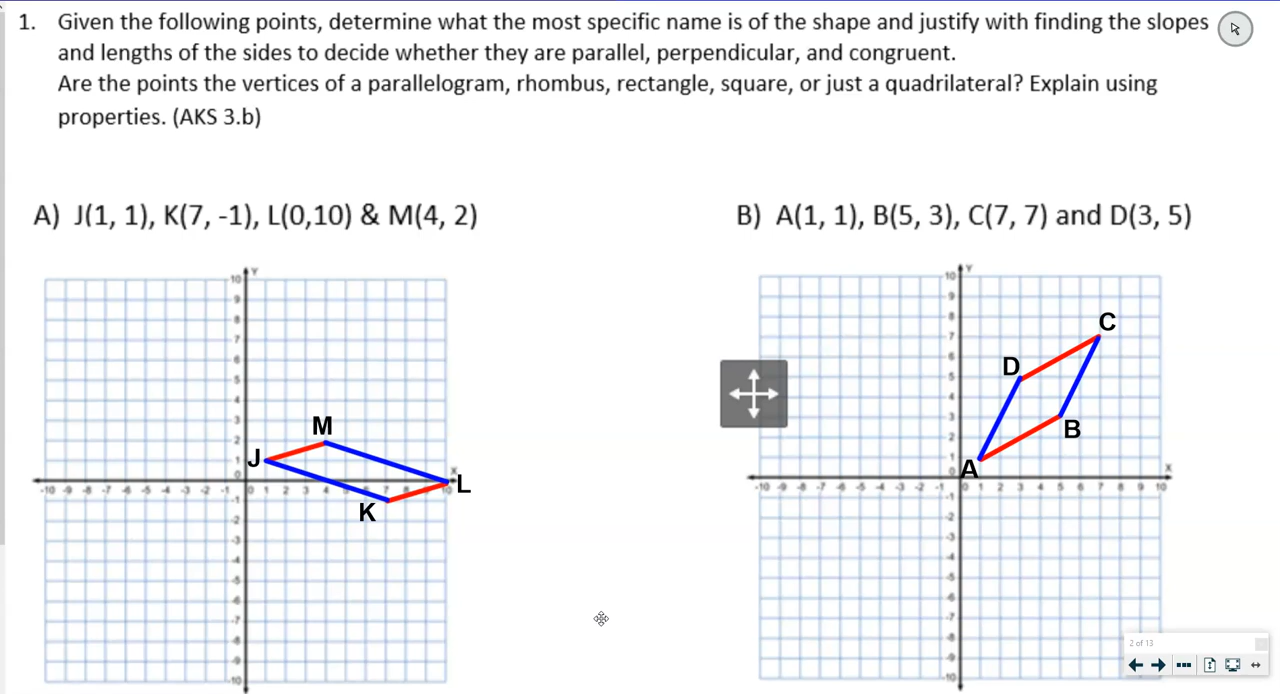 1. Given the following points, determine what the most specific name is of the shape and justify with finding the slopes
and lengths of the sides to decide whether they are parallel, perpendicular, and congruent.
Are the points the vertices of a parallelogram, rhombus, rectangle, square, or just a quadrilateral? Explain using
properties. (AKS 3.b)
A) J(1, 1), K(7, -1), L(0,10) & M(4, 2)
B) A(1, 1), B(5, 3), C(7, 7) and D(3, 5)
Y
M
J
L
K
Y
C
D
B
A
2 of 13